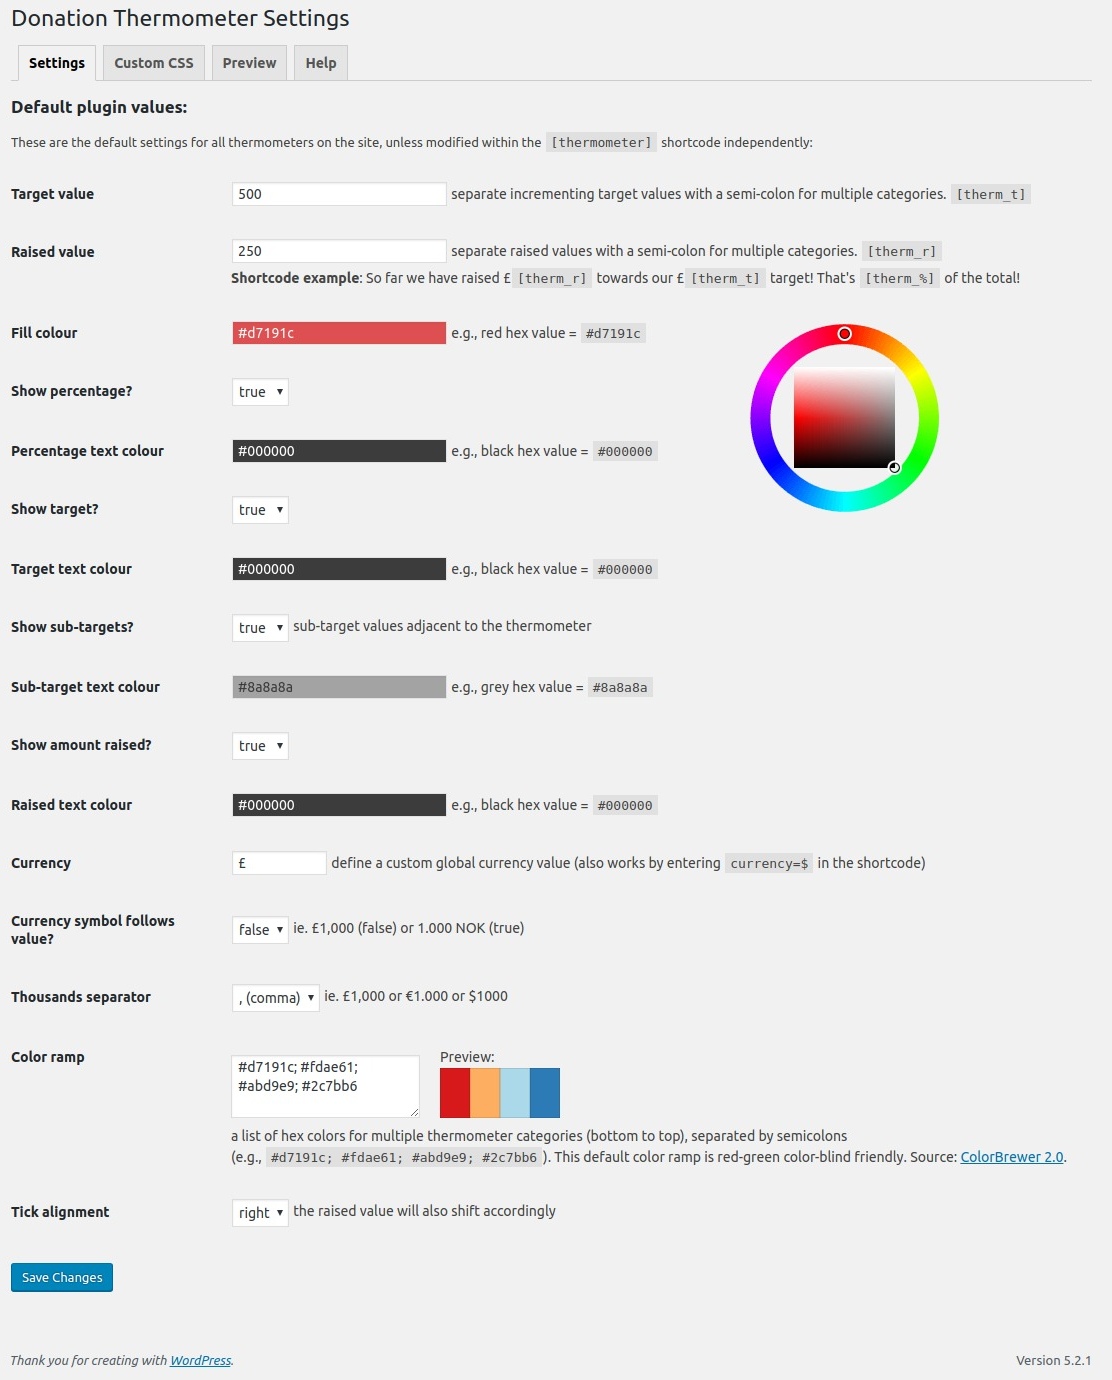 Donation Thermometer Settings
Settings Custom CSS Preview Help
Default plugin values:
These are the default settings for all thermometers on the site, unless modified within the [thermometer] shortcode independently:
Target value 500 separate incrementing target values with a semi-colon for multiple categories. [therm_t]
Raised value 250 separate raised values with a semi-colon for multiple categories. [therm_r]
Shortcode example: So far we have raised £ [therm_r] towards our £ [therm_t] target! That's [therm_%] of the total!
Fill colour #d7191c e.g., red hex value = #d7191c
Show percentage? true
Percentage text colour #000000 e.g., black hex value = #000000
Show target? true
Target text colour #000000 e.g., black hex value = #000000
Show sub-targets? true sub-target values adjacent to the thermometer
Sub-target text colour #8a8a8a e.g., grey hex value = #8a8a8a
Show amount raised? true
Raised text colour #000000 e.g., black hex value = #000000
Currency £ define a custom global currency value (also works by entering currency=$ in the shortcode)
Currency symbol follows
value? false ie. £1,000 (false) or 1.000 NOK (true)
Thousands separator , (comma) ie. £1,000 or €1.000 or $1000
Color ramp #d7191c; #fdae61; Preview:
#abd9e9; #2c7bb6
a list of hex colors for multiple thermometer categories (bottom to top), separated by semicolons
(e.g., #d7191c; #fdae61; #abd9e9; #2c7bb6 ). This default color ramp is red-green color-blind friendly. Source: ColorBrewer 2.0.
Tick alignment right the raised value will also shift accordingly
Save Changes
Thank you for creating with WordPress. Version 5.2.1